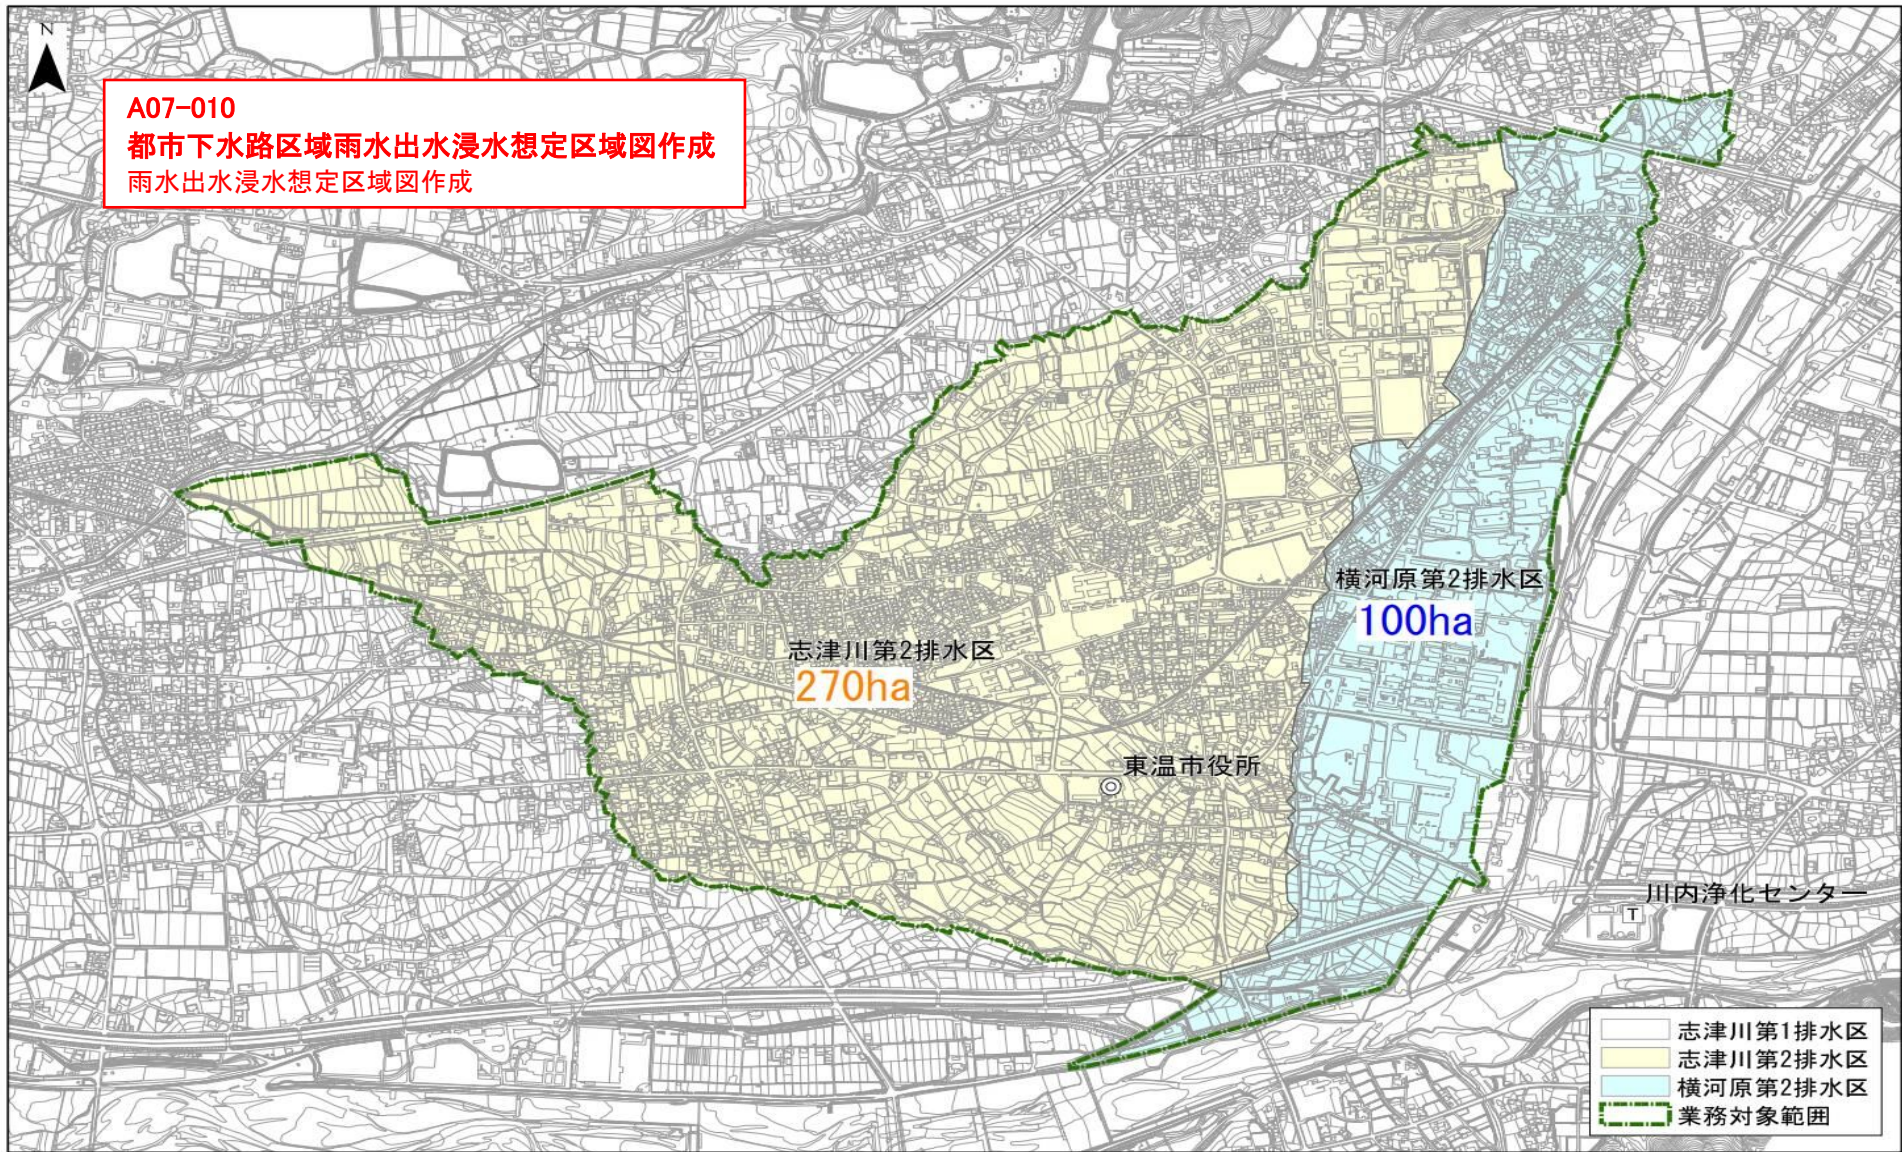 N
A07-010
都市下水路区域雨水出水浸水想定区域図作成
雨水出水浸水想定区域図作成
横河原第2排水区
100ha
志津川第2排水区
270ha
東温市役所
川内浄化センター
T
志津川第1排水区
志津川第2排水区
横河原第2排水区
業務対象範囲